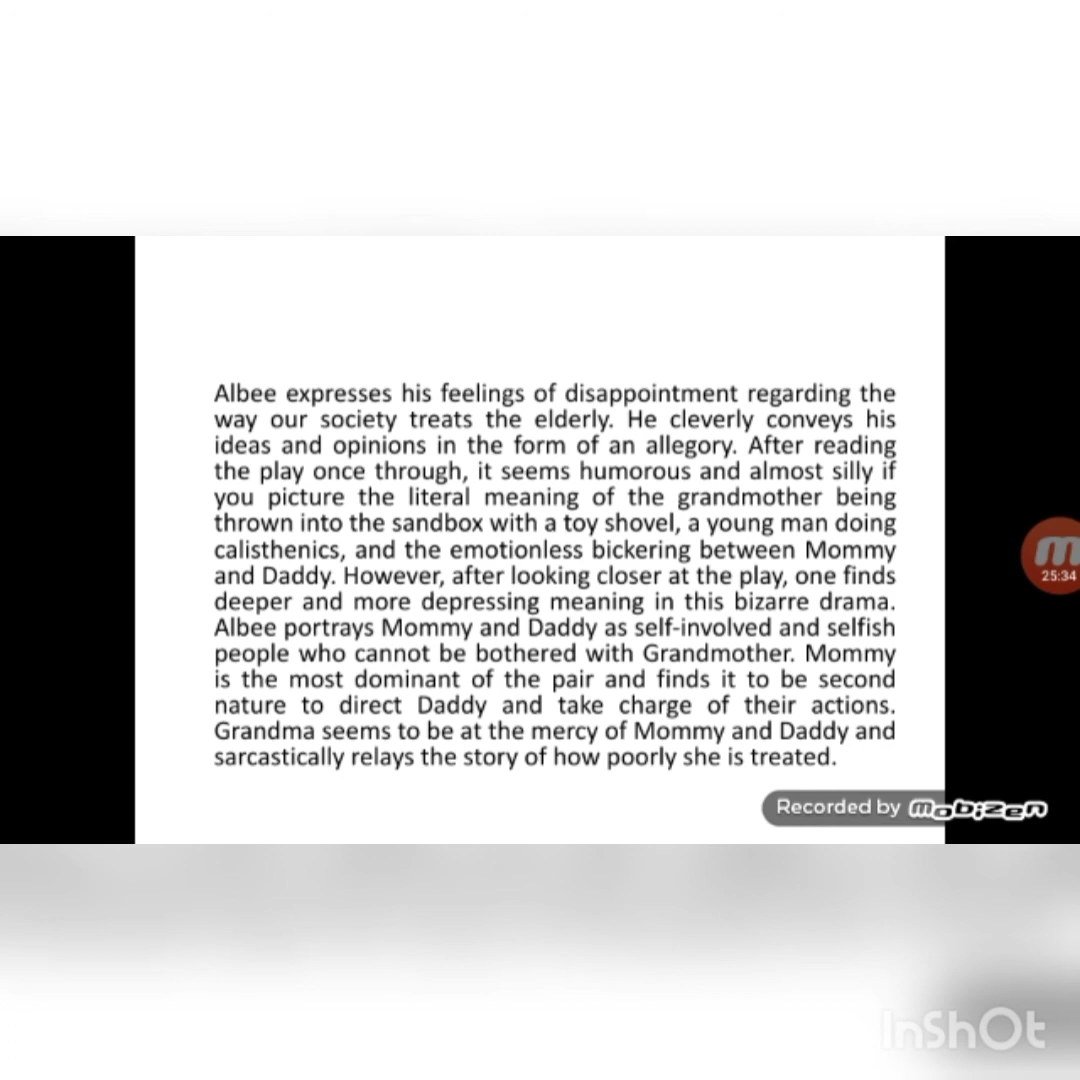 Albee expresses his feelings of disappointment regarding the
way our society treats the elderly. He cleverly conveys his
ideas and opinions in the form of an allegory. After reading
the play once through, it seems humorous and almost silly if
you picture the literal meaning of the grandmother being
thrown into the sandbox with a toy shovel, a young man doing
calisthenics, and the emotionless bickering between Mommy
and Daddy. However, after looking closer at the play, one finds
deeper and more depressing meaning in this bizarre drama.
Albee portrays Mommy and Daddy as self-involved and selfish
people who cannot be bothered with Grandmother. Mommy
is the most dominant of the pair and finds it to be second
nature to direct Daddy and take charge of their actions.
Grandma seems to be at the mercy of Mommy and Daddy and
sarcastically relays the story of how poorly she is treated.
m
25:34
Recorded by mobizen
InShOt